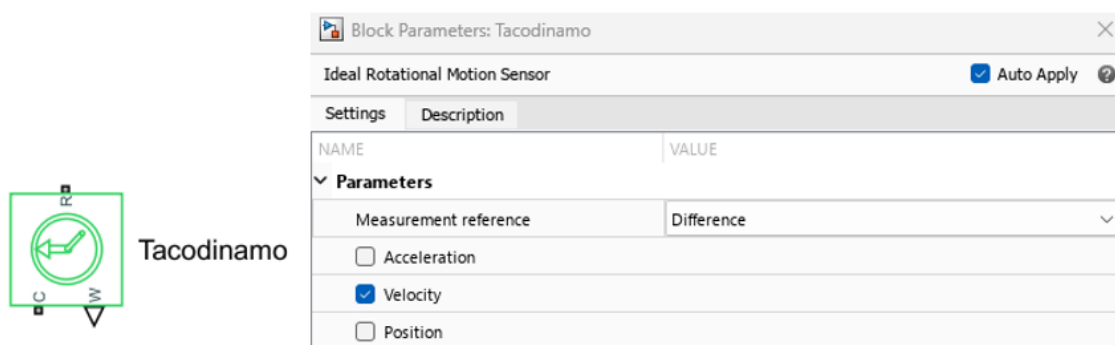 Block Parameters: Tacodinamo
Ideal Rotational Motion Sensor
Auto Apply
Settings Description
NAME VALUE
Parameters
Measurement reference Difference
Acceleration
Velocity
Position
R
Tacodinamo
C W